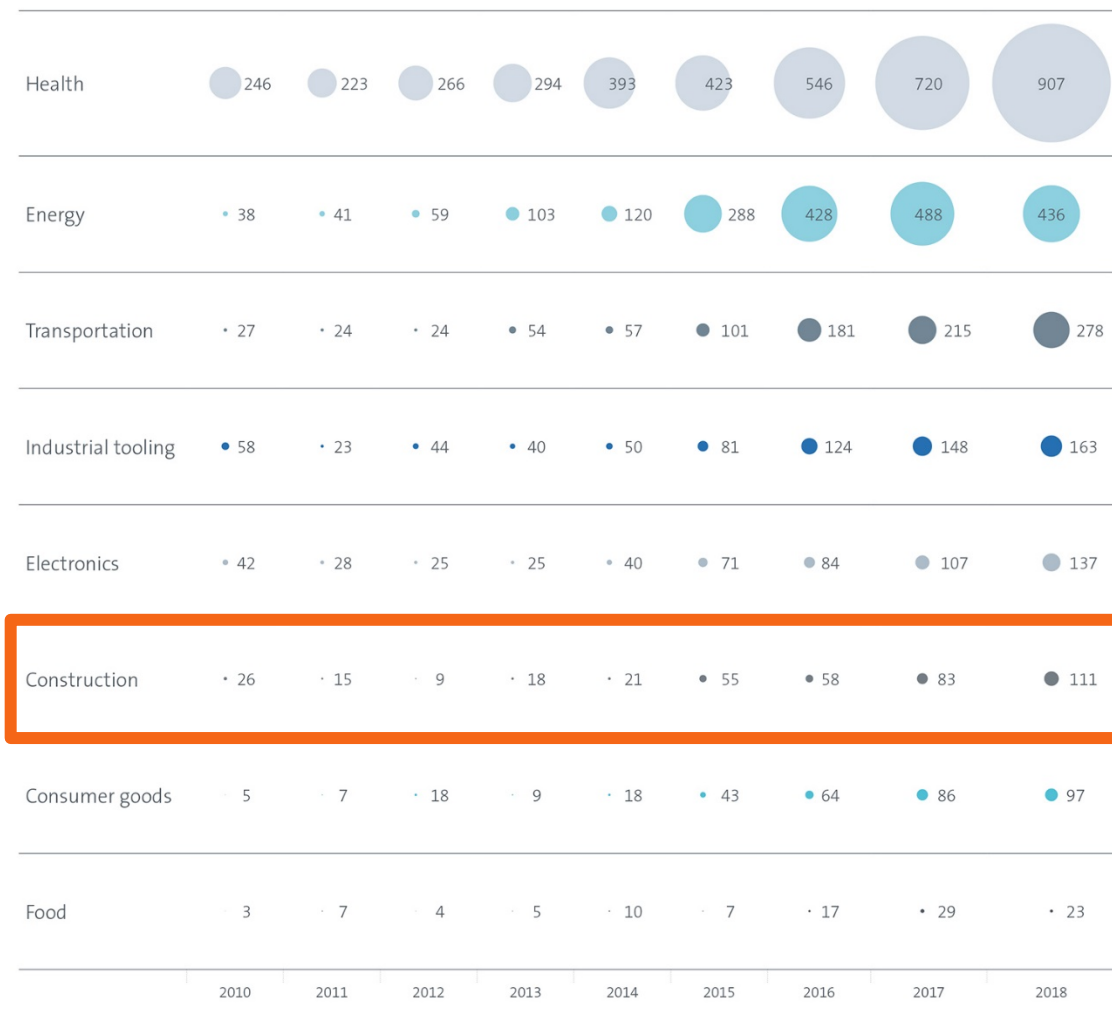 Health 246 223 266 294 393 423 546 720 907
Energy 38 41 59 103 120 288 428 488 436
Transportation 27 24 24 54 57 101 181 215 278
Industrial tooling 58 23 44 40 50 81 124 148 163
Electronics 42 28 25 25 40 71 84 107 137
Construction 26 15 9 18 21 55 58 83 111
Consumer goods 5 7 18 9 18 43 64 86 97
Food 3 7 4 5 10 7 17 29 23
2010 2011 2012 2013 2014 2015 2016 2017 2018